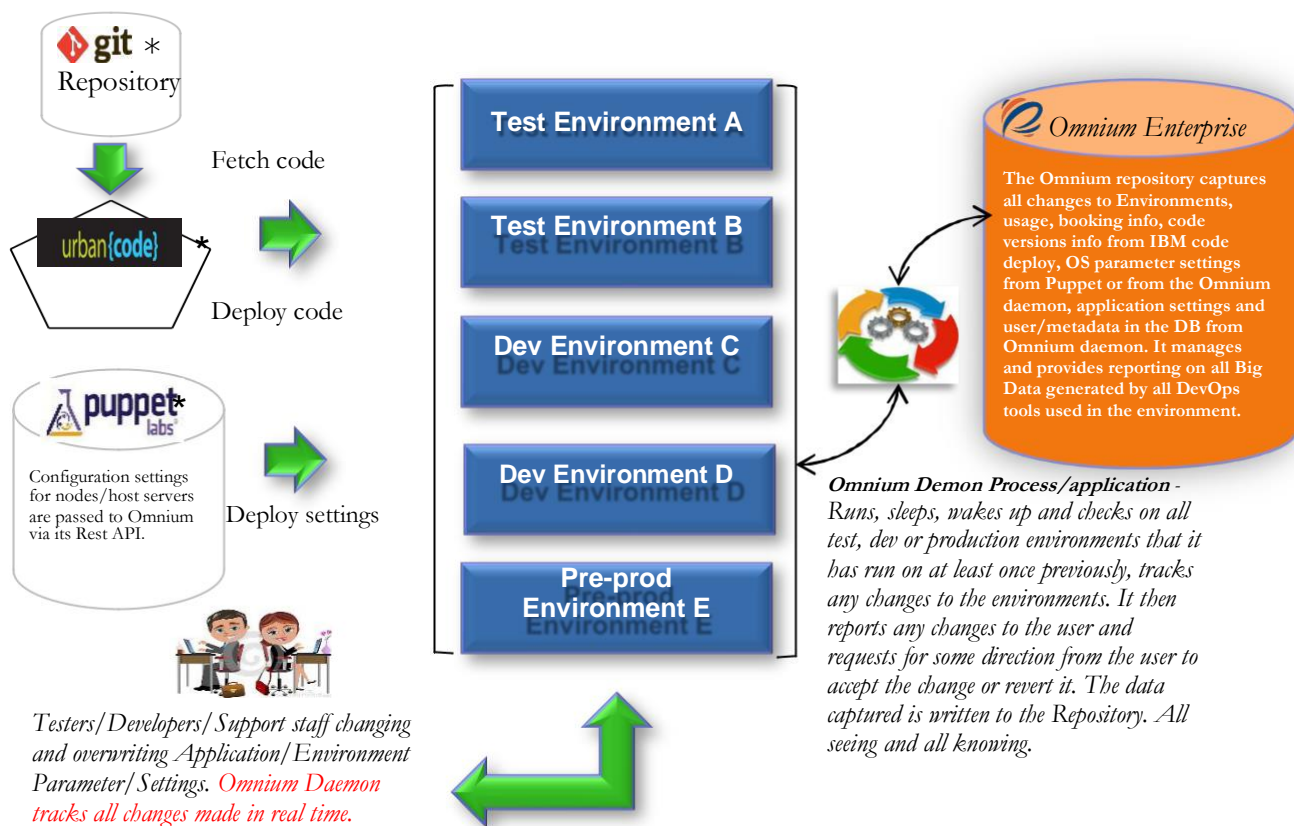 git *
Repository
Fetch code
urban{code} *
Deploy code
puppet *
labs
Configuration settings
for nodes/host servers
are passed to Omnium
via its Rest API.
Deploy settings
Testers/Developers/Support staff changing
and overwriting Application/Environment
Parameter/Settings. Omnium Daemon
tracks all changes made in real time.
Test Environment A
Test Environment B
Dev Environment C
Dev Environment D
Pre-prod
Environment E
Omnium Enterprise
The Omnium repository captures
all changes to Environments,
usage, booking info, code
versions info from IBM code
deploy, OS parameter settings
from Puppet or from the Omnium
daemon, application settings and
user/metadata in the DB from
Omnium daemon. It manages
and provides reporting on all Big
Data generated by all DevOps
tools used in the environment.
Omnium Demon Process/application -
Runs, sleeps, wakes up and checks on all
test, dev or production environments that it
has run on at least once previously, tracks
any changes to the environments. It then
reports any changes to the user and
requests for some direction from the user to
accept the change or revert it. The data
captured is written to the Repository. All
seeing and all knowing.